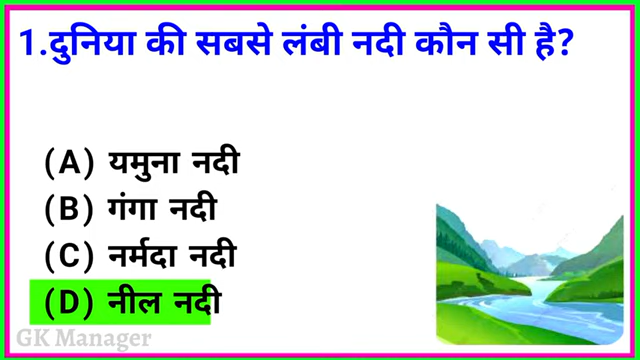 1.दुनिया की सबसे लंबी नदी कौन सी है?
(A) यमुना नदी
(B) गंगा नदी
(C) नर्मदा नदी
(D) नील नदी
GK Manager